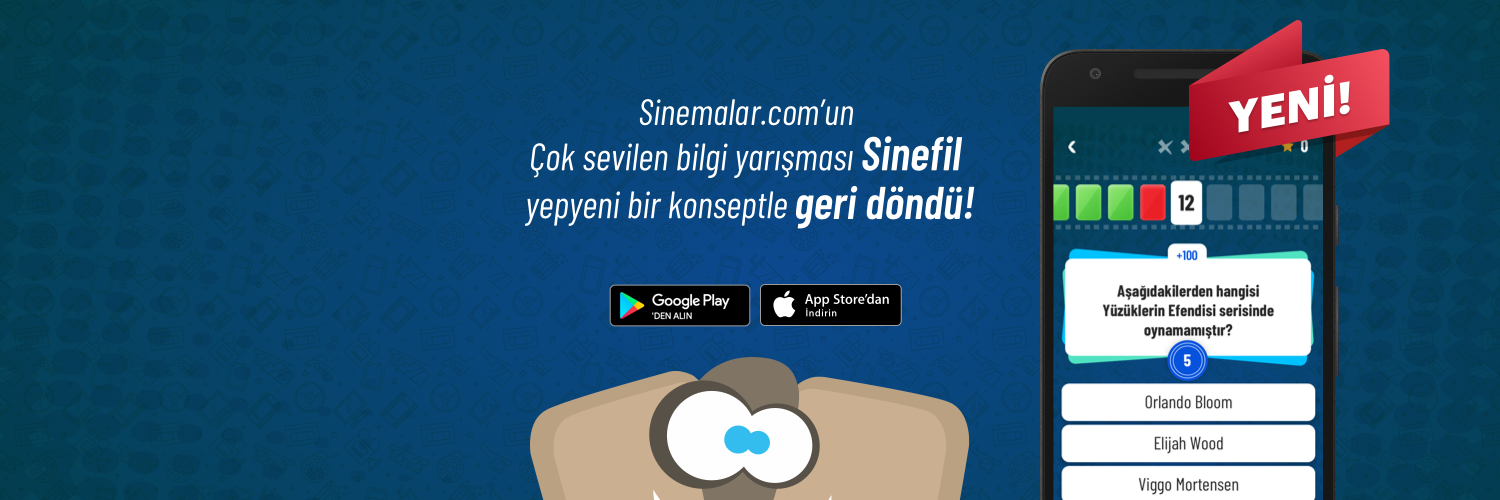 Sinemalar.com’un
Çok sevilen bilgi yarışması Sinefil
yepyeni bir konseptle geri döndü!
Google Play
'DEN ALIN
App Store’dan
İndirin
YENİ!
0
12
+100
Aşağıdakilerden hangisi
Yüzüklerin Efendisi serisinde
oynamamıştır?
5
Orlando Bloom
Elijah Wood
Viggo Mortensen